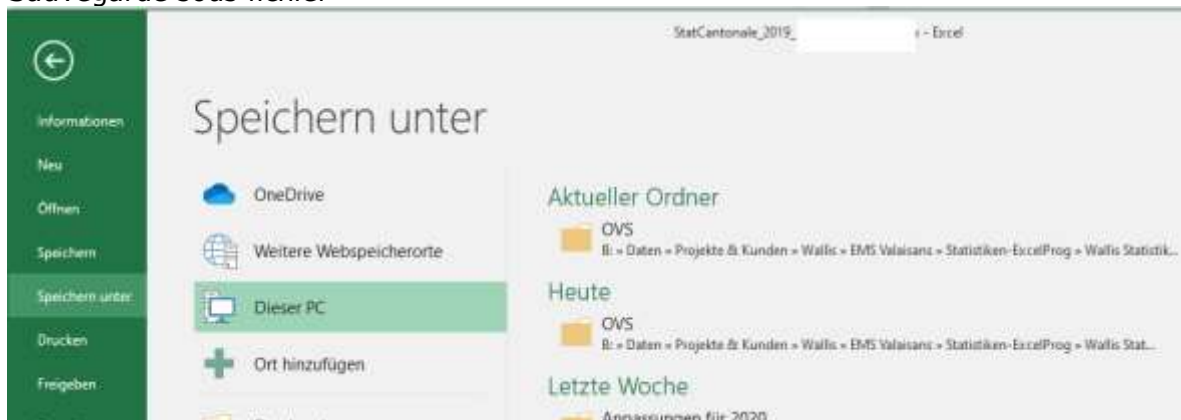 StatCantonale_2019_ - Excel
Speichern unter
Informationen
Neu
Öffnen
Speichern
Speichern unter
Drucken
Freigeben
OneDrive
Weitere Webspeicherorte
Dieser PC
Ort hinzufügen
Aktueller Ordner
OVS
B: » Daten » Projekte & Kunden » Wallis » EMS Valaisans » Statistiken-ExcelProg » Wallis Statistik...
Heute
OVS
B: » Daten » Projekte & Kunden » Wallis » EMS Valaisans » Statistiken-ExcelProg » Wallis Stat...
Letzte Woche
Anpassungen für 2020